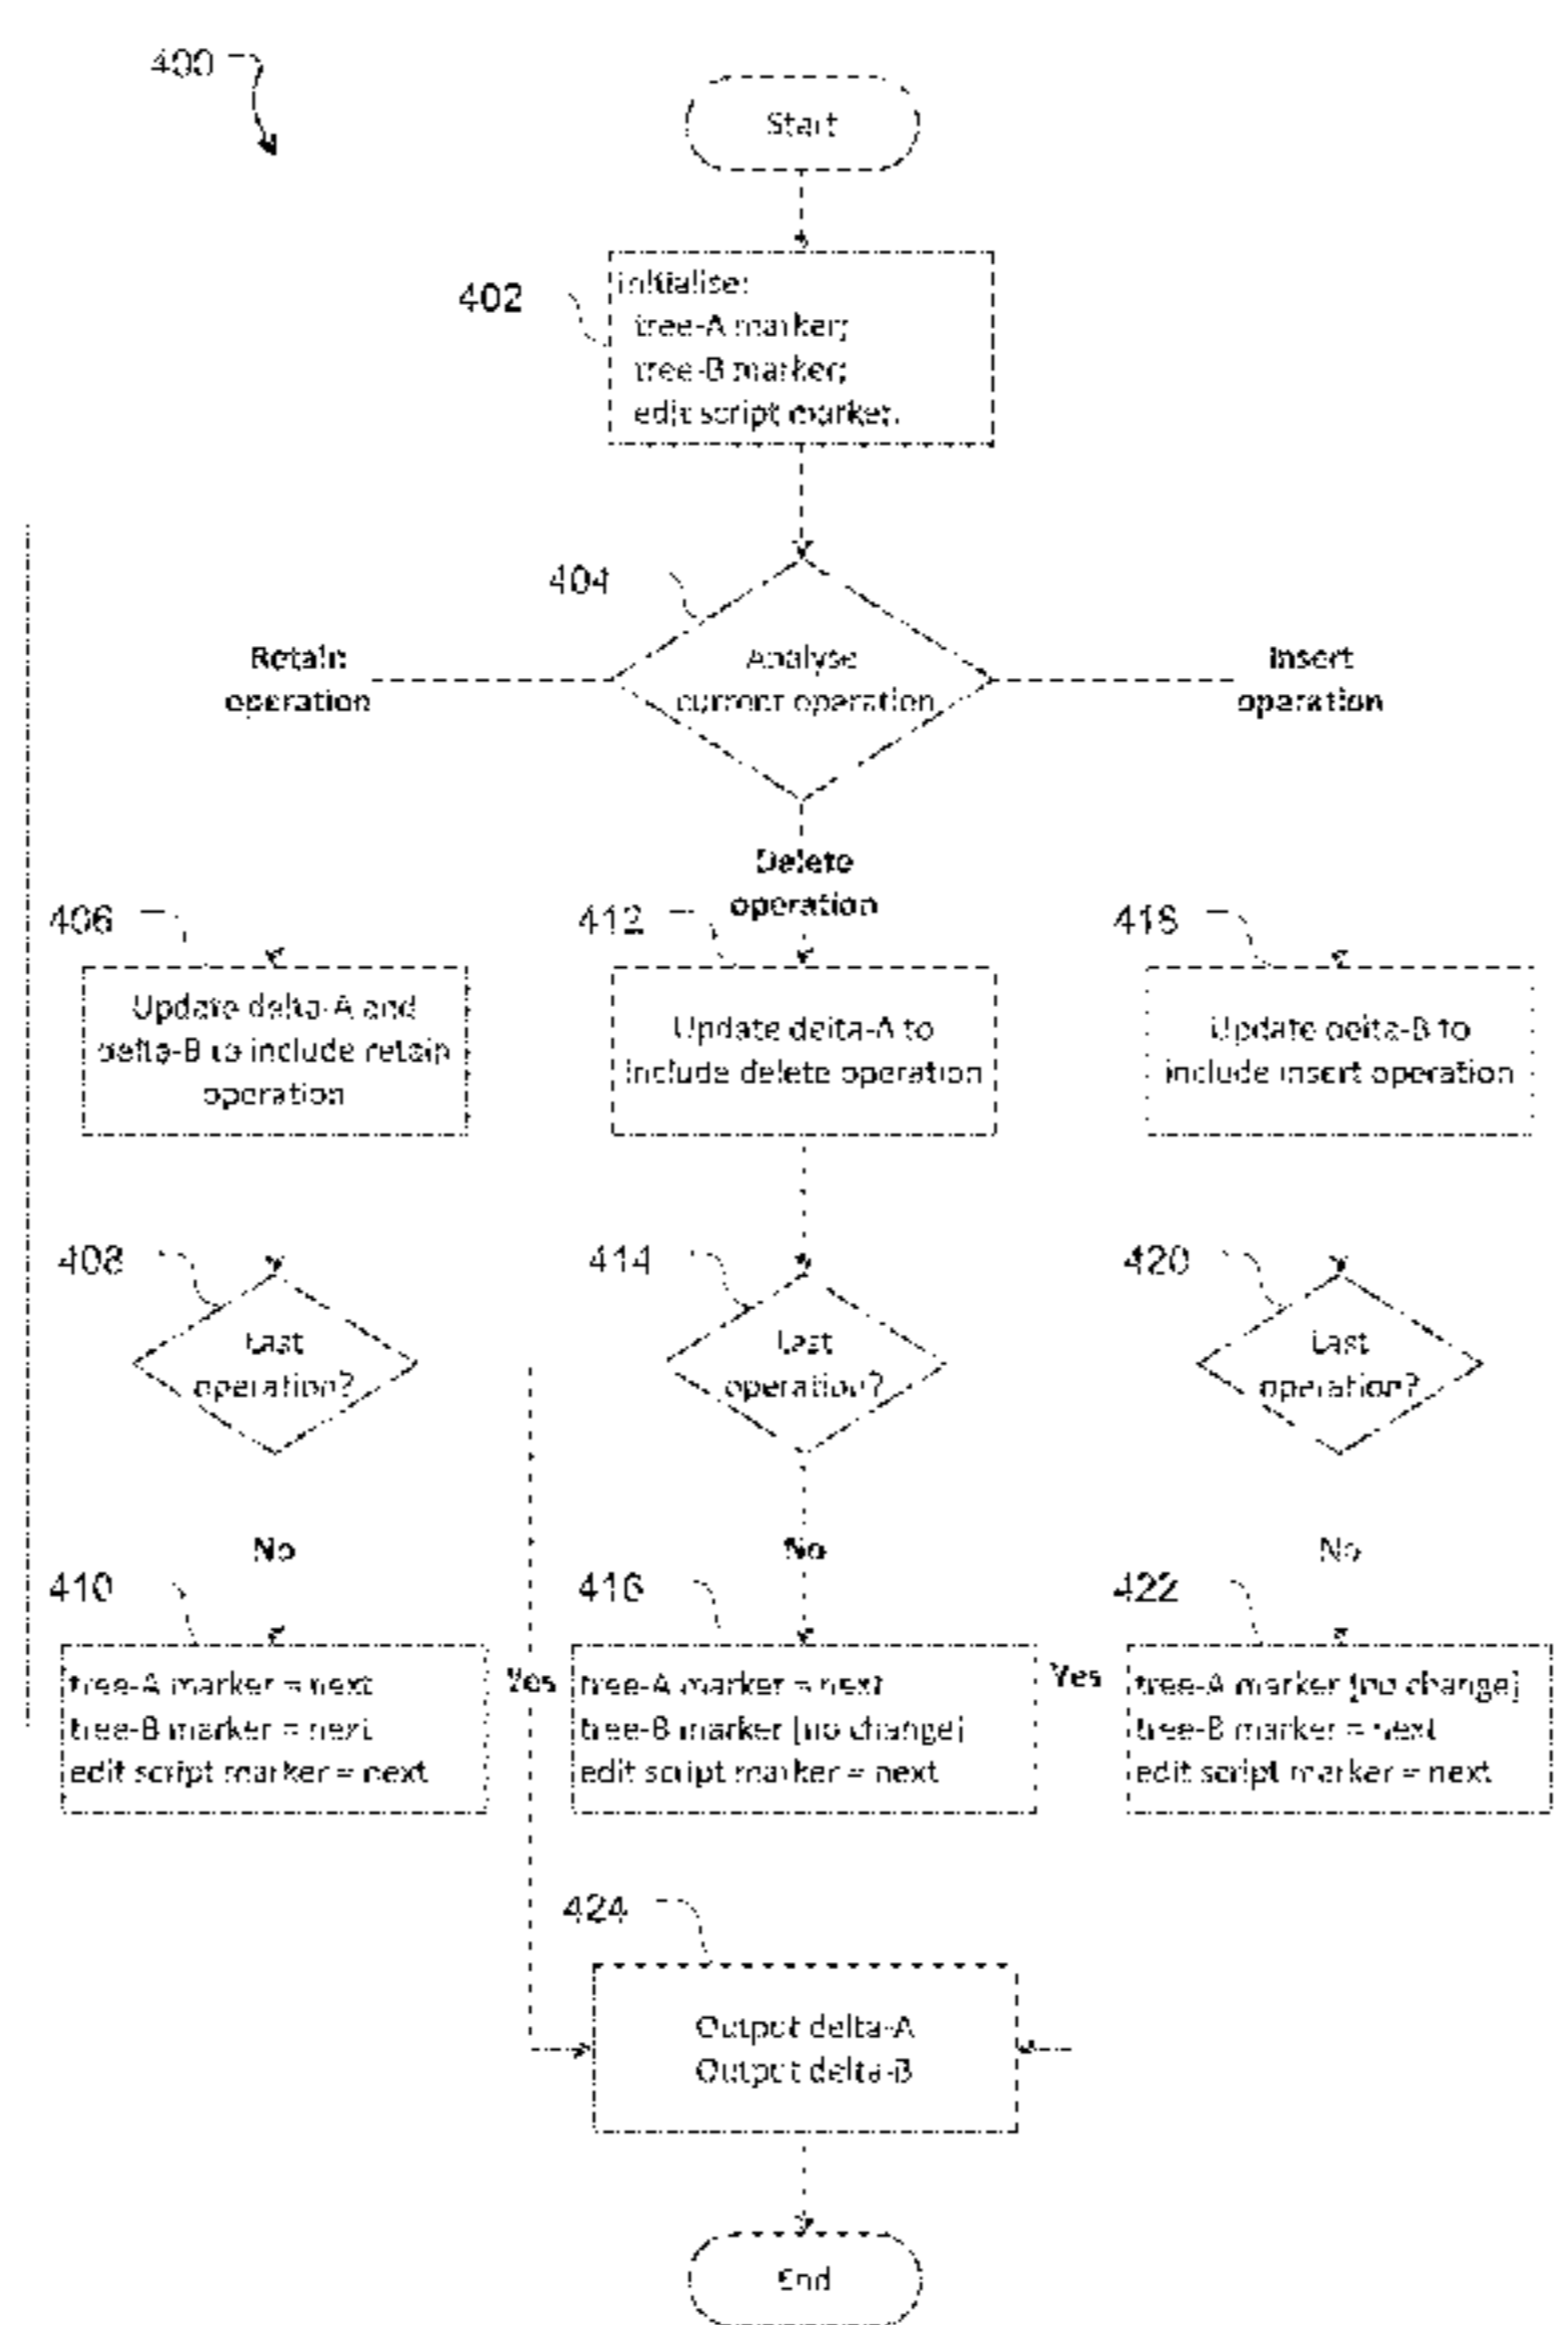 400
Start
402
initialise:
tree-A marker;
tree-B marker;
edit script marker.
404
Analyse
current operation
Retain
operation
Insert
operation
Delete
operation
406
Update delta-A and
delta-B to include retain
operation
412
Update delta-A to
include delete operation
418
Update delta-B to
include insert operation
408
Last
operation?
414
Last
operation?
420
Last
operation?
No
No
No
410
tree-A marker = next
tree-B marker = next
edit script marker = next
Yes
416
tree-A marker = next
tree-B marker [no change]
edit script marker = next
Yes
422
tree-A marker [no change]
tree-B marker = next
edit script marker = next
424
Output delta-A
Output delta-B
End